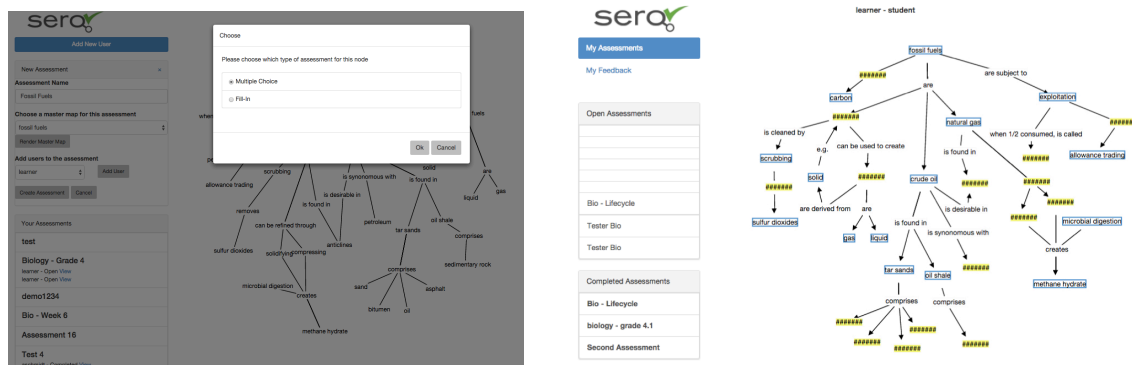 sero
Add New User
New Assessment
×
Assessment Name
Fossil Fuels
Choose a master map for this assessment
fossil fuels
Render Master Map
Add users to the assessment
learner
Add User
Create Assessment
Cancel
Your Assessments
test
Biology - Grade 4
learner - Open View
learner - Open View
demo1234
Bio - Week 6
Assessment 16
Test 4
Choose
Please choose which type of assessment for this node
Multiple Choice
Fill-In
Ok
Cancel
fuels
solid
scrubbing
allowance trading
is synonomous with
is found in
are
gas
liquid
is desirable in
is found in
removes
can be refined through
petroleum
oil shale
tar sands
anticlines
comprises
sulfur dioxides
solidifying
compressing
sedimentary rock
comprises
microbial digestion
creates
sand
asphalt
bitumen
oil
methane hydrate
sero
My Assessments
My Feedback
Open Assessments
Bio - Lifecycle
Tester Bio
Tester Bio
Completed Assessments
Bio - Lifecycle
biology - grade 4.1
Second Assessment
learner - student
fossil fuels
#######
are subject to
carbon
are
exploitation
#######
natural gas
######
is cleaned by
e.g.
can be used to create
when 1/2 consumed, is called
scrubbing
is found in
#######
allowance trading
solid
#######
crude oil
#######
#######
#######
are derived from
are
is desirable in
#######
#######
sulfur dioxides
is found in
microbial digestion
gas
liquid
is synonomous with
creates
tar sands
oil shale
#######
methane hydrate
comprises
comprises
#######
#######
#######
#######
#######